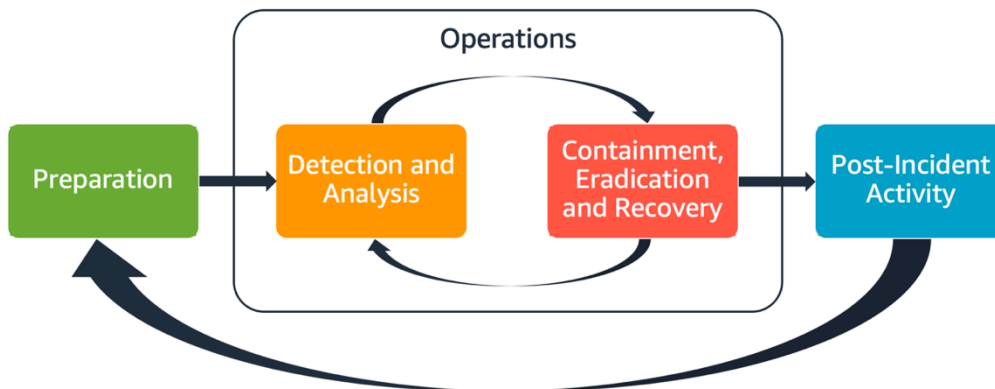 Operations
Preparation
Detection and
Analysis
Containment,
Eradication
and Recovery
Post-Incident
Activity